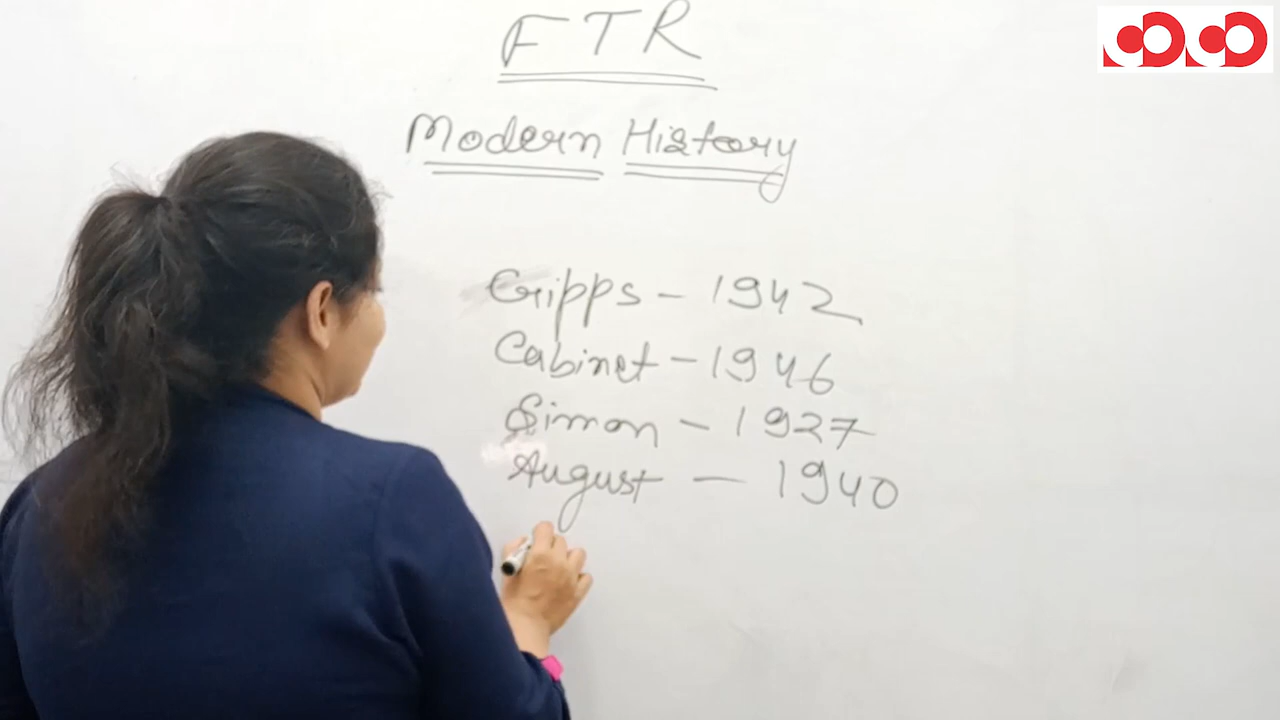 FTR
Modern History
Cripps - 1942
Cabinet - 1946
Simon - 1927
August - 1940